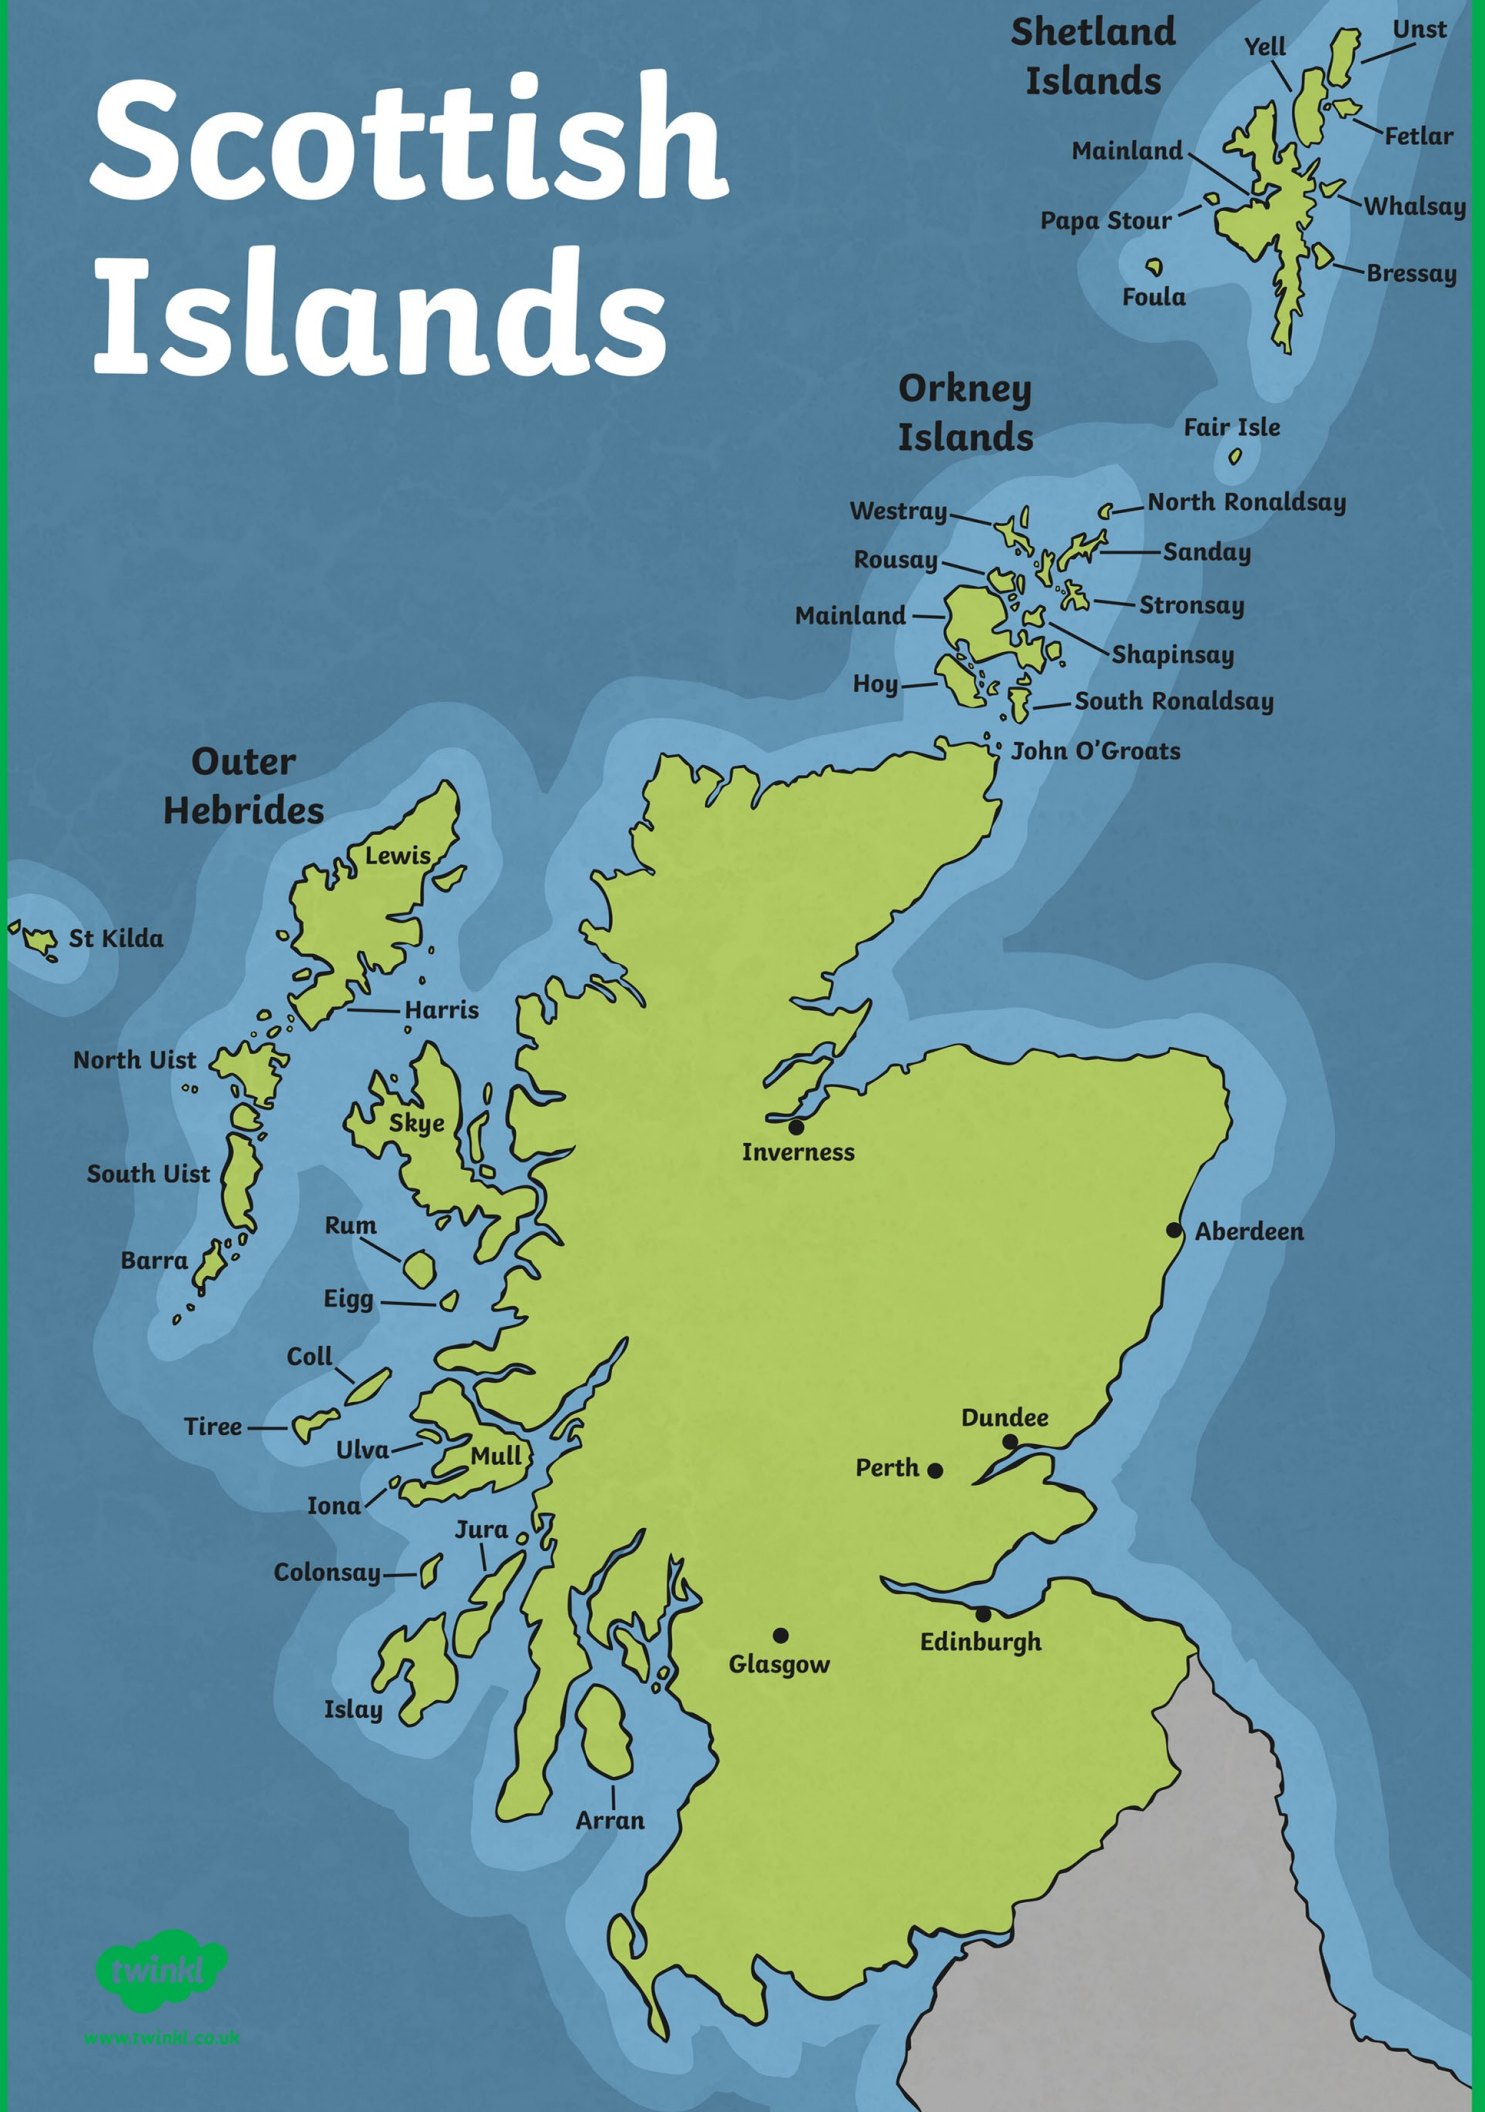 Scottish
Islands
Shetland
Islands
Unst
Yell
Fetlar
Mainland
Whalsay
Papa Stour
Bressay
Foula
Orkney
Islands
Fair Isle
Westray
North Ronaldsay
Rousay
Sanday
Mainland
Stronsay
Shapinsay
Hoy
South Ronaldsay
John O'Groats
Outer
Hebrides
Lewis
St Kilda
Harris
North Uist
Skye
Inverness
South Uist
Rum
Aberdeen
Barra
Eigg
Coll
Tiree
Dundee
Ulva
Mull
Perth
Iona
Jura
Colonsay
Edinburgh
Glasgow
Islay
Arran
twinkl
www.twinkl.co.uk